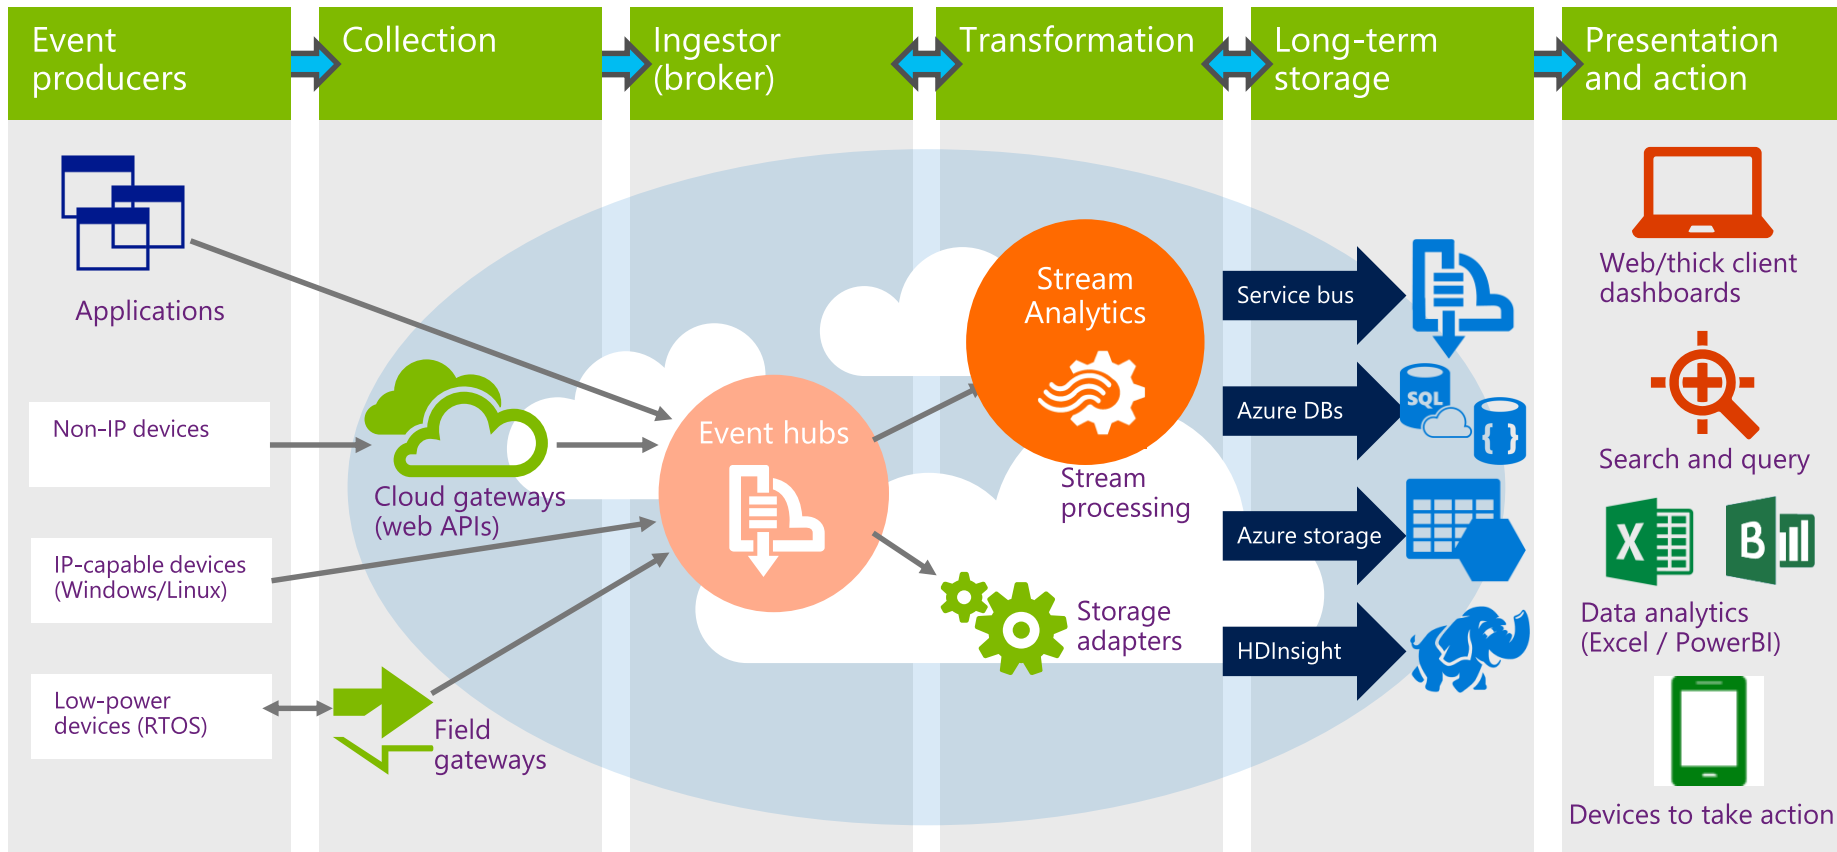 Event
producers
Collection
Ingestor
(broker)
Transformation
Long-term
storage
Presentation
and action
Applications
Non-IP devices
IP-capable devices
(Windows/Linux)
Low-power
devices (RTOS)
Cloud gateways
(web APIs)
Field
gateways
Event hubs
Stream
Analytics
Stream
processing
Storage
adapters
Service bus
Azure DBs
SQL
{ }
Azure storage
HDInsight
Web/thick client
dashboards
Search and query
X
B
Data analytics
(Excel / PowerBI)
Devices to take action